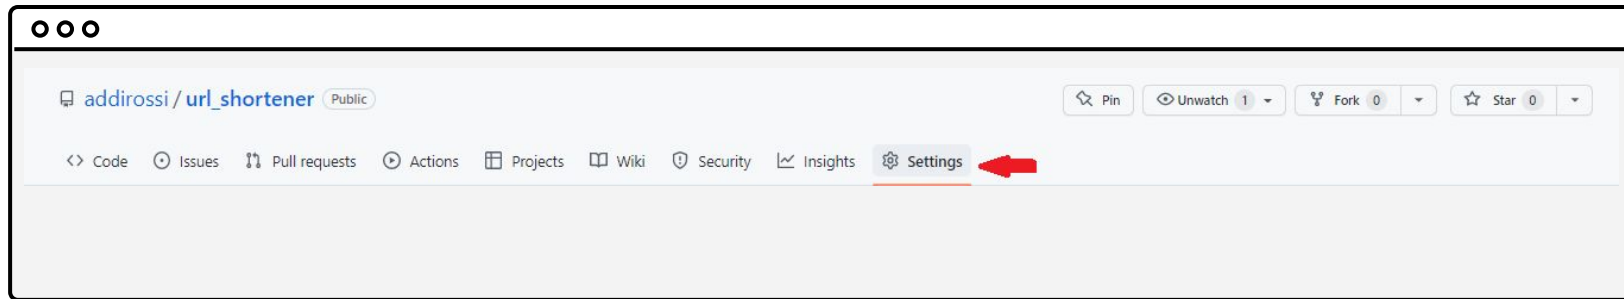 addirossi / url_shortener Public
Pin Unwatch 1 Fork 0 Star 0
Code Issues Pull requests Actions Projects Wiki Security Insights Settings